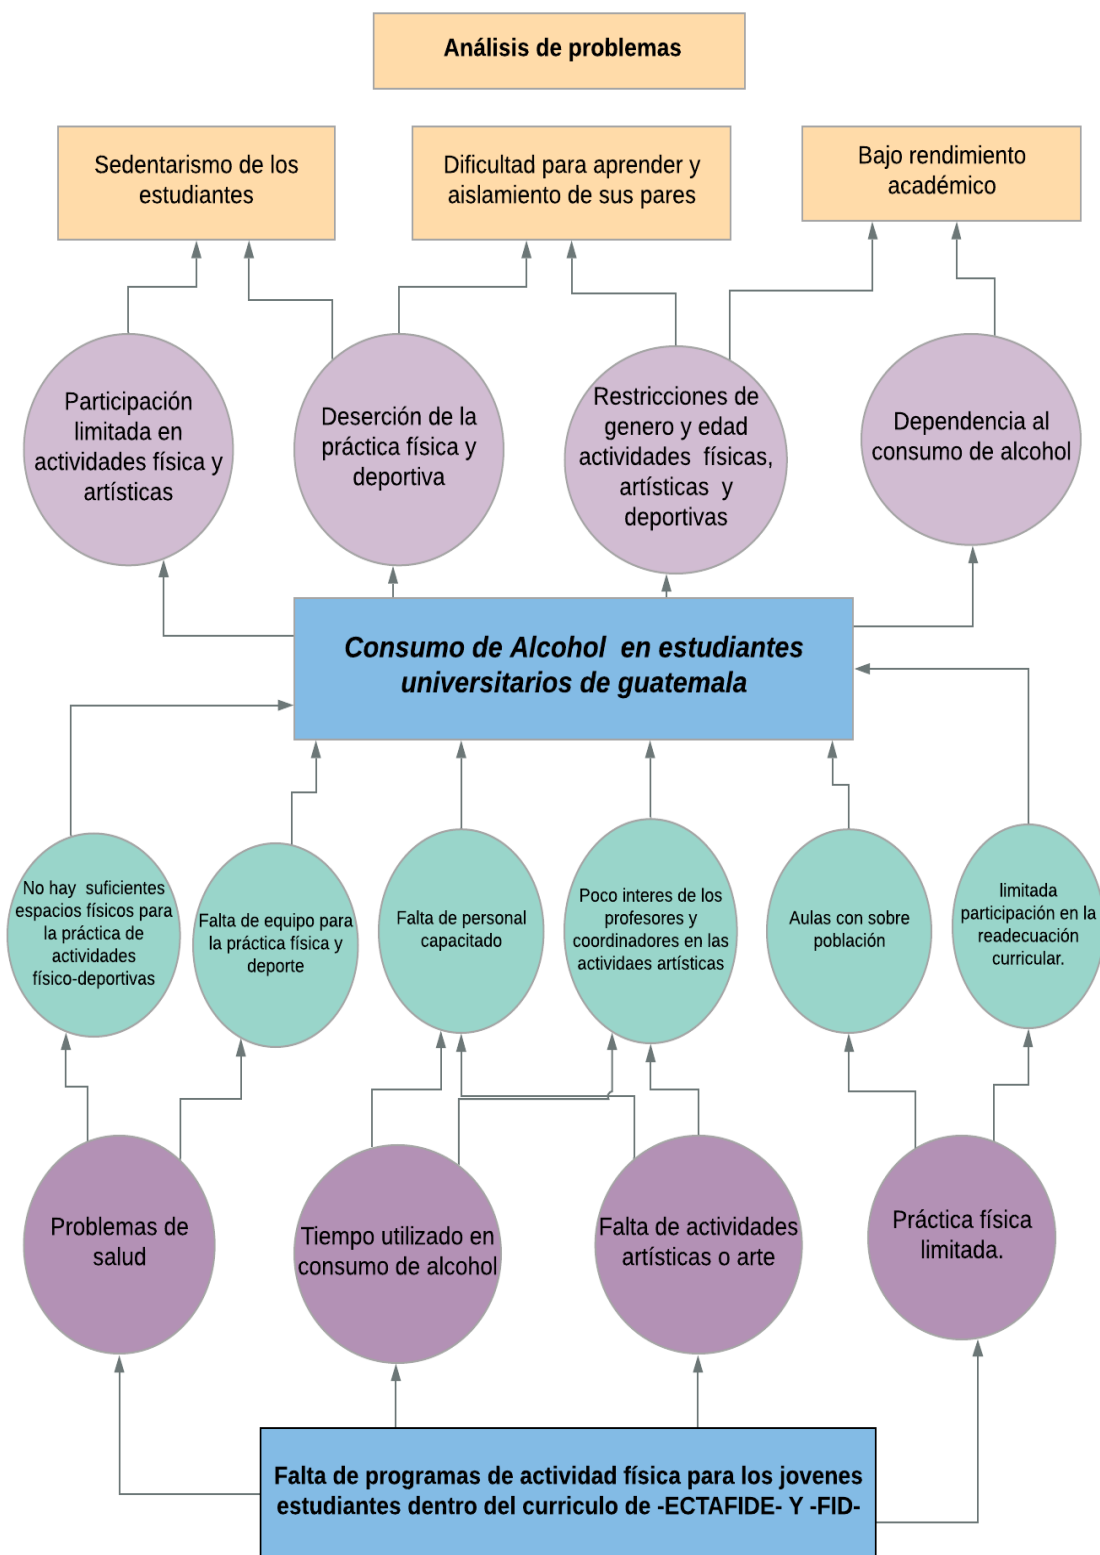 Análisis de problemas
Sedentarismo de los
estudiantes
Dificultad para aprender y
aislamiento de sus pares
Bajo rendimiento
académico
Participación
limitada en
actividades física y
artísticas
Deserción de la
práctica física y
deportiva
Restricciones de
genero y edad
actividades físicas,
artísticas y
deportivas
Dependencia al
consumo de alcohol
Consumo de Alcohol en estudiantes
universitarios de guatemala
No hay suficientes
espacios físicos para
la práctica de
actividades
físico-deportivas
Falta de equipo para
la práctica física y
deporte
Falta de personal
capacitado
Poco interes de los
profesores y
coordinadores en las
actividaes artísticas
Aulas con sobre
población
limitada
participación en la
readecuación
curricular.
Problemas de
salud
Tiempo utilizado en
consumo de alcohol
Falta de actividades
artísticas o arte
Práctica física
limitada.
Falta de programas de actividad física para los jovenes
estudiantes dentro del curriculo de -ECTAFIDE- Y -FID-